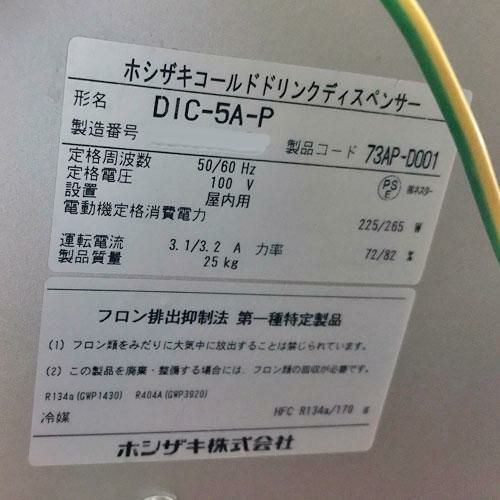 ホシザキコールドドリンクディスペンサー
形名 DIC-5A-P
製造番号 製品コード 73AP-D001
定格周波数 50/60 Hz
定格電圧 100 V
設置 屋内用
電動機定格消費電力 225/265 W
運転電流 3.1/3.2 A 力率 72/82 %
製品質量 25 kg
PS
E ㈱ネスター
フロン排出抑制法 第一種特定製品
(1) フロン類をみだりに大気中に放出することは禁じられています。
(2) この製品を廃棄・整備する場合には、フロン類の回収が必要です。
R134a(GWP1430) R404A(GWP3920)
冷媒 HFC R134a/170 g
ホシザキ株式会社